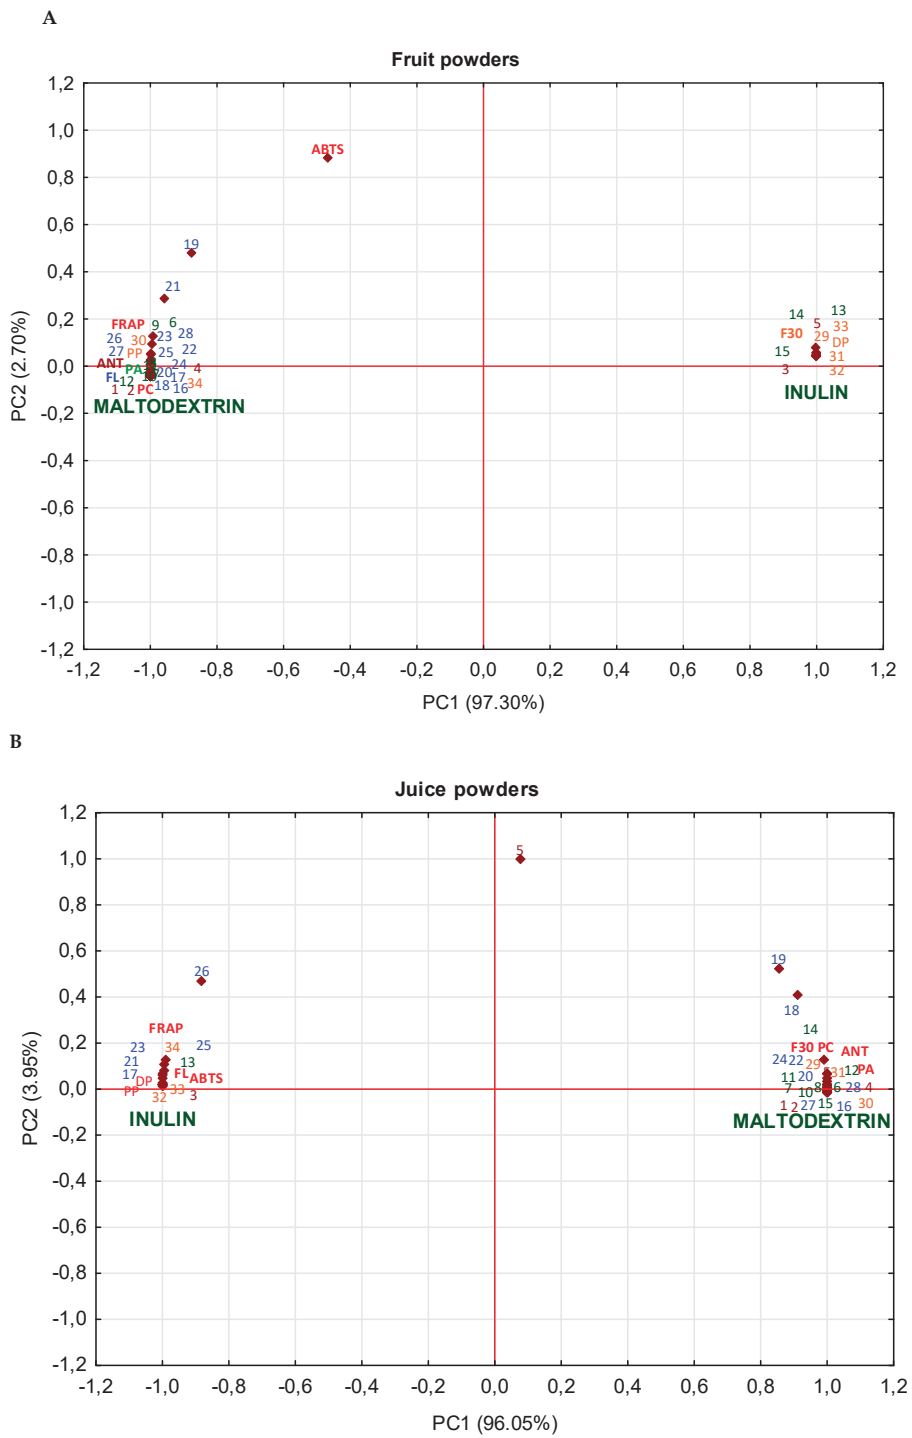 A
Fruit powders
1,2
1,0
ABTS
0,8
0,6
19
0,4
21
0,2
14 13
FRAP 9 6 5 33
26 30 23 28 F30 29 DP
27 PP 25 22 15 31
0,0
ANT PA 24 4 3 32
FL 12 20 17 34
1 2 PC 18 16
MALTODEXTRIN INULIN
-0,2
-0,4
-0,6
-0,8
-1,0
-1,2
PC2 (2.70%)
-1,2 -1,0 -0,8 -0,6 -0,4 -0,2 0,0 0,2 0,4 0,6 0,8 1,0 1,2
PC1 (97.30%)
B
Juice powders
1,2
1,0
5
0,8
0,6
26 19
0,4
18
FRAP 14
0,2
23 34 25 F30 PC ANT
21 13 24 22 29 31 12 PA
17 DP FL ABTS 11 20
0,0
PP 32 33 3 7 10 8 6 28 4
1 2 27 15 16 30
INULIN MALTODEXTRIN
-0,2
-0,4
-0,6
-0,8
-1,0
-1,2
PC2 (3.95%)
-1,2 -1,0 -0,8 -0,6 -0,4 -0,2 0,0 0,2 0,4 0,6 0,8 1,0 1,2
PC1 (96.05%)